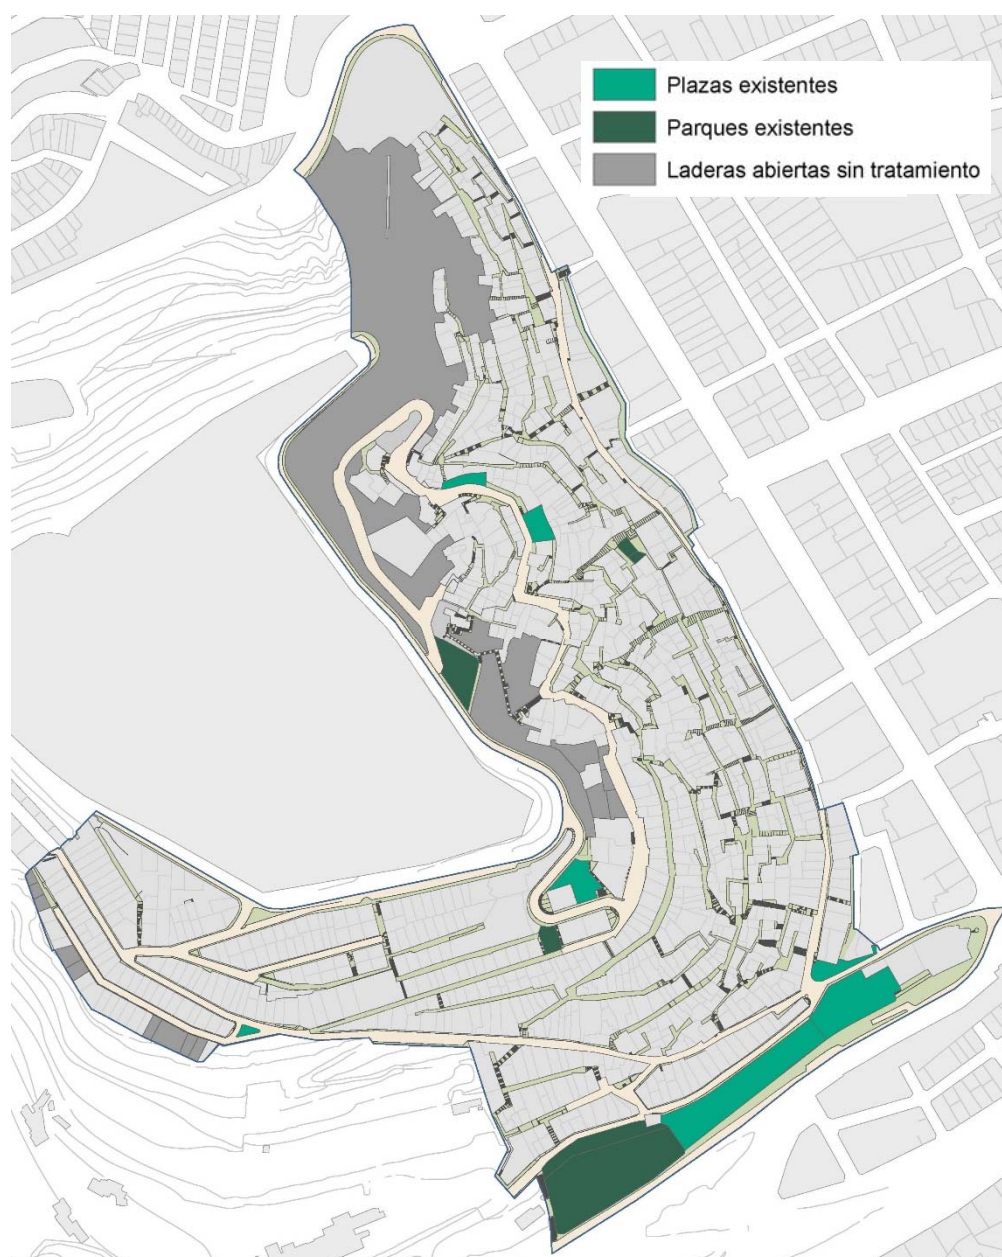 Plazas existentes
Parques existentes
Laderas abiertas sin tratamiento